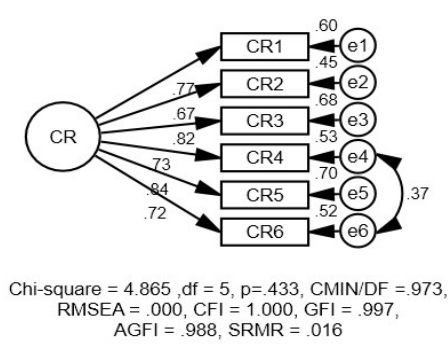 .60
CR1 e1
.45
.77 CR2 e2
.68
.67 CR3 e3
CR .82 .53
CR4 e4
.73 .70
CR5 e5 .37
.84 .52
.72 CR6 e6
Chi-square = 4.865 ,df = 5, p=.433, CMIN/DF =.973,
RMSEA = .000, CFI = 1.000, GFI = .997,
AGFI = .988, SRMR = .016